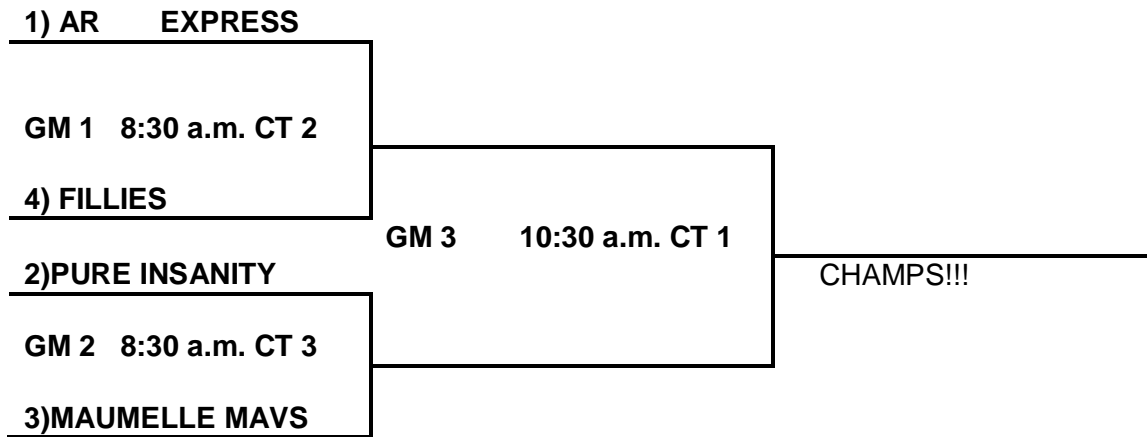 1) AR EXPRESS
GM 1 8:30 a.m. CT 2
4) FILLIES
GM 3 10:30 a.m. CT 1
2)PURE INSANITY
CHAMPS!!!
GM 2 8:30 a.m. CT 3
3)MAUMELLE MAVS